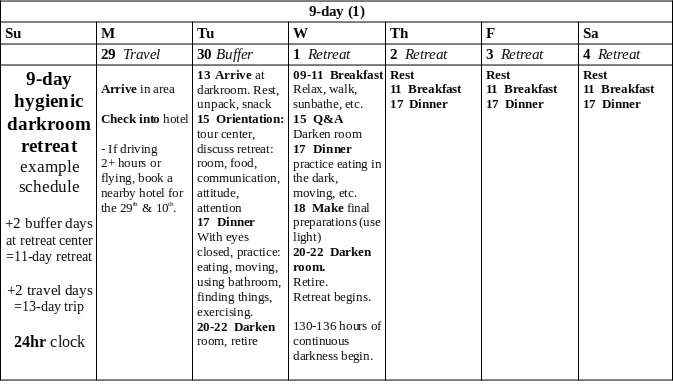 9-day (1)
Su M Tu W Th F Sa
29 Travel 30 Buffer 1 Retreat 2 Retreat 3 Retreat 4 Retreat
9-day
hygienic
darkroom
retreat
example
schedule
+2 buffer days
at retreat center
=11-day retreat
+2 travel days
=13-day trip
24hr clock
Arrive in area
Check into hotel
- If driving
2+ hours or
flying, book a
nearby hotel for
the 29th & 10th.
13 Arrive at
darkroom. Rest,
unpack, snack
15 Orientation:
tour center,
discuss retreat:
room, food,
communication,
attitude,
attention
17 Dinner
With eyes
closed, practice:
eating, moving,
using bathroom,
finding things,
exercising.
20-22 Darken
room, retire
09-11 Breakfast
Relax, walk,
sunbathe, etc.
15 Q&A
Darken room
17 Dinner
practice eating in
the dark,
moving, etc.
18 Make final
preparations (use
light)
20-22 Darken
room.
Retire.
Retreat begins.
130-136 hours of
continuous
darkness begin.
Rest
11 Breakfast
17 Dinner
Rest
11 Breakfast
17 Dinner
Rest
11 Breakfast
17 Dinner